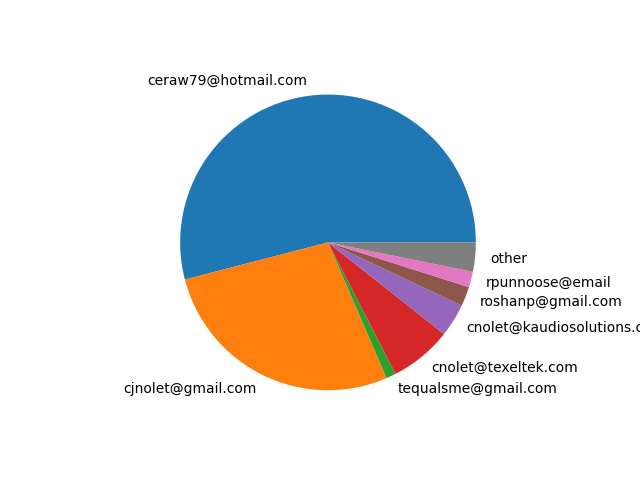 ceraw79@hotmail.com
other
rpunnoose@email
roshanp@gmail.com
cnolet@kaudiosolutions.c
cnolet@texeltek.com
cjnolet@gmail.com
tequalsme@gmail.com